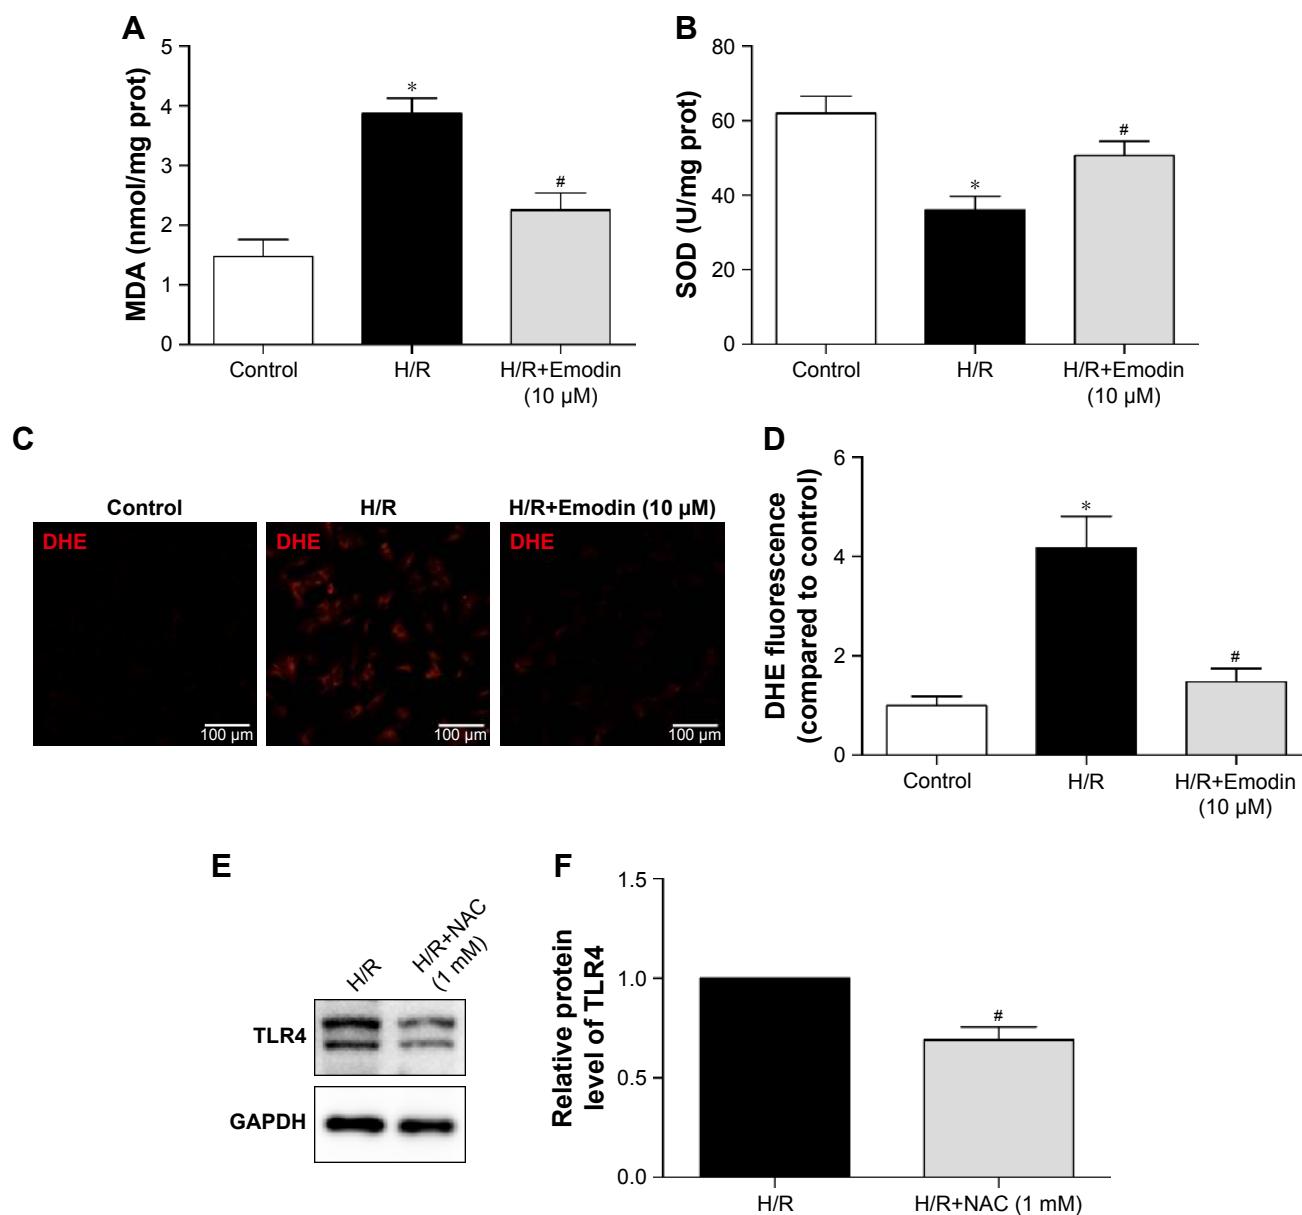 A
MDA (nmol/mg prot)
5
4
3
2
1
0
*
#
Control
H/R
H/R+Emodin
(10 µM)
B
SOD (U/mg prot)
80
60
40
20
0
*
#
Control
H/R
H/R+Emodin
(10 µM)
C
Control
H/R
H/R+Emodin (10 µM)
DHE
DHE
DHE
100 µm
100 µm
100 µm
D
DHE fluorescence
(compared to control)
6
4
2
0
*
#
Control
H/R
H/R+Emodin
(10 µM)
E
H/R
H/R+NAC
(1 mM)
TLR4
GAPDH
F
Relative protein
level of TLR4
1.5
1.0
0.5
0.0
#
H/R
H/R+NAC (1 mM)